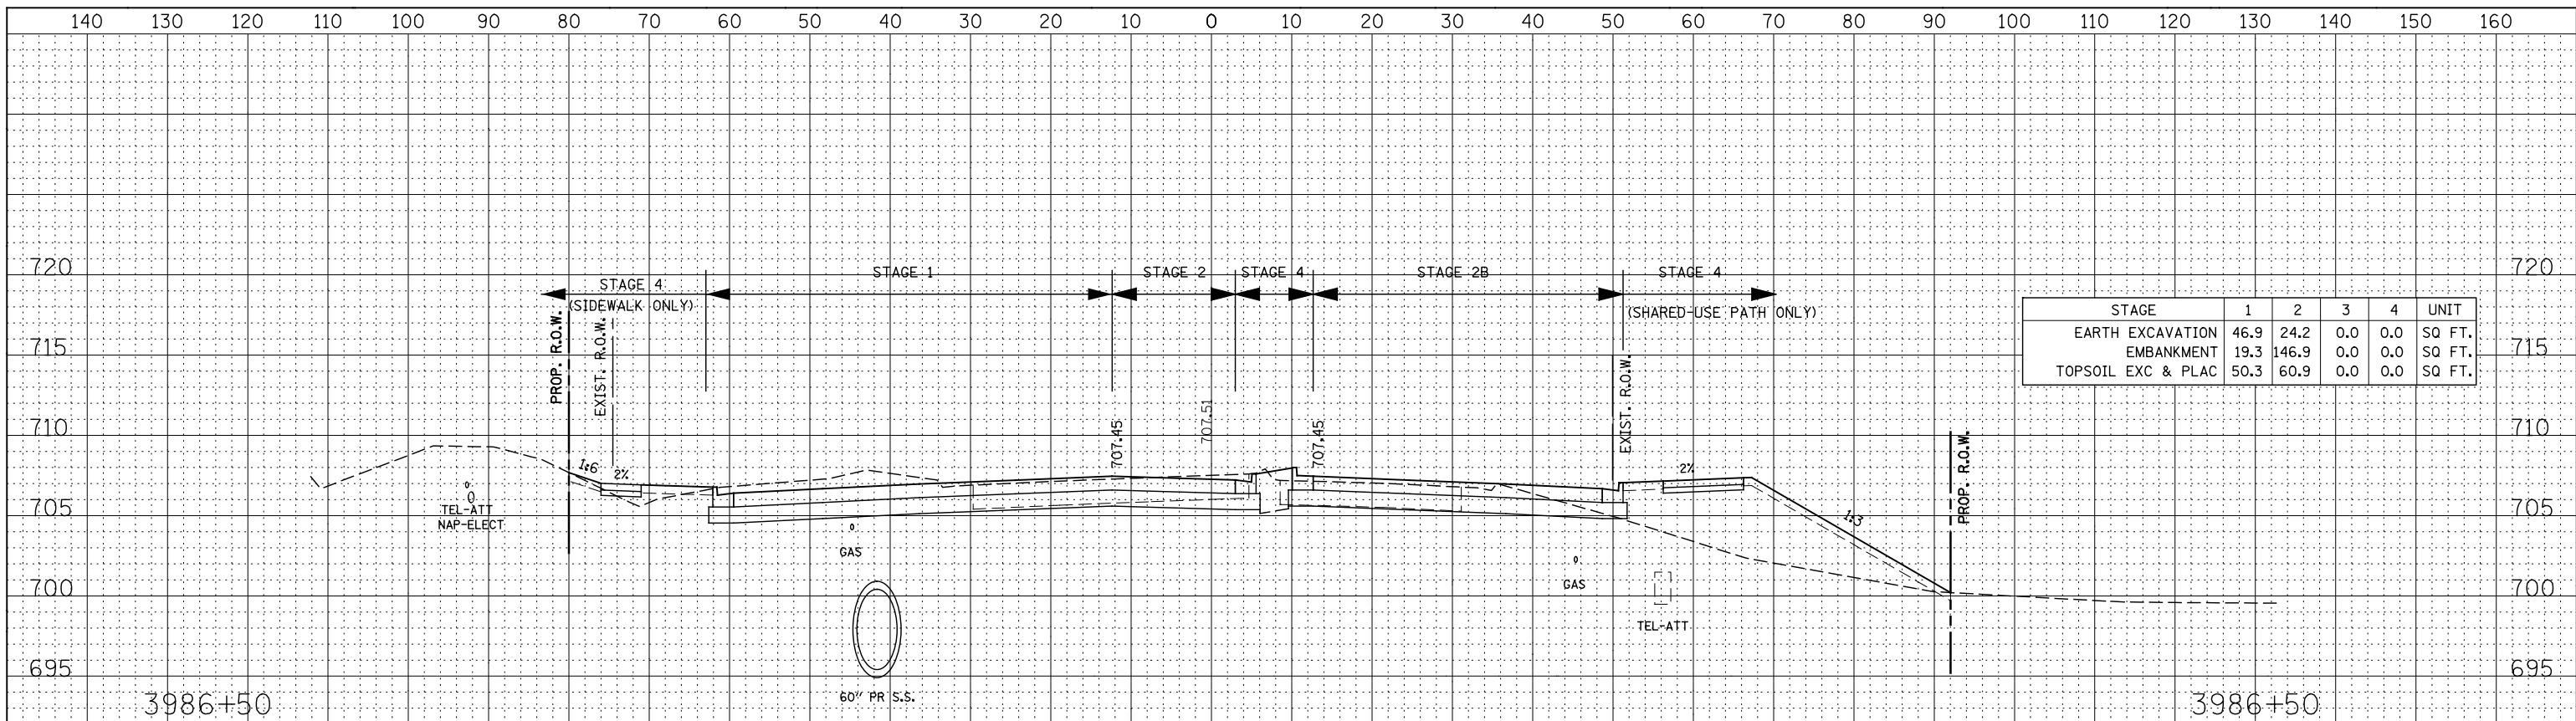 140 130 120 110 100 90 80 70 60 50 40 30 20 10 0 10 20 30 40 50 60 70 80 90 100 110 120 130 140 150 160
720 720
STAGE 4
(SIDEWALK ONLY)
STAGE 1
STAGE 2
STAGE 4
STAGE 2B
STAGE 4
(SHARED-USE PATH ONLY)
STAGE 1 2 3 4 UNIT
EARTH EXCAVATION 46.9 24.2 0.0 0.0 SQ FT.
EMBANKMENT 19.3 146.9 0.0 0.0 SQ FT.
TOPSOIL EXC & PLAC 50.3 60.9 0.0 0.0 SQ FT.
715 715
PROP. R.O.W.
EXIST. R.O.W.
EXIST. R.O.W.
PROP. R.O.W.
710 710
707.45
707.51
707.45
1:6
2%
2%
1:3
705 705
TEL-ATT
NAP-ELECT
GAS
GAS
TEL-ATT
700 700
695 695
60" PR S.S.
3986+50 3986+50